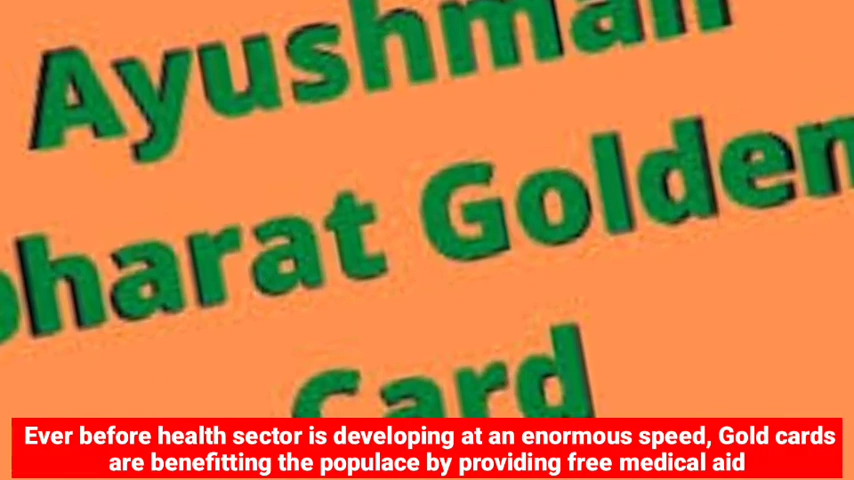 Ayushman
bharat Golden
Card
Ever before health sector is developing at an enormous speed, Gold cards
are benefitting the populace by providing free medical aid